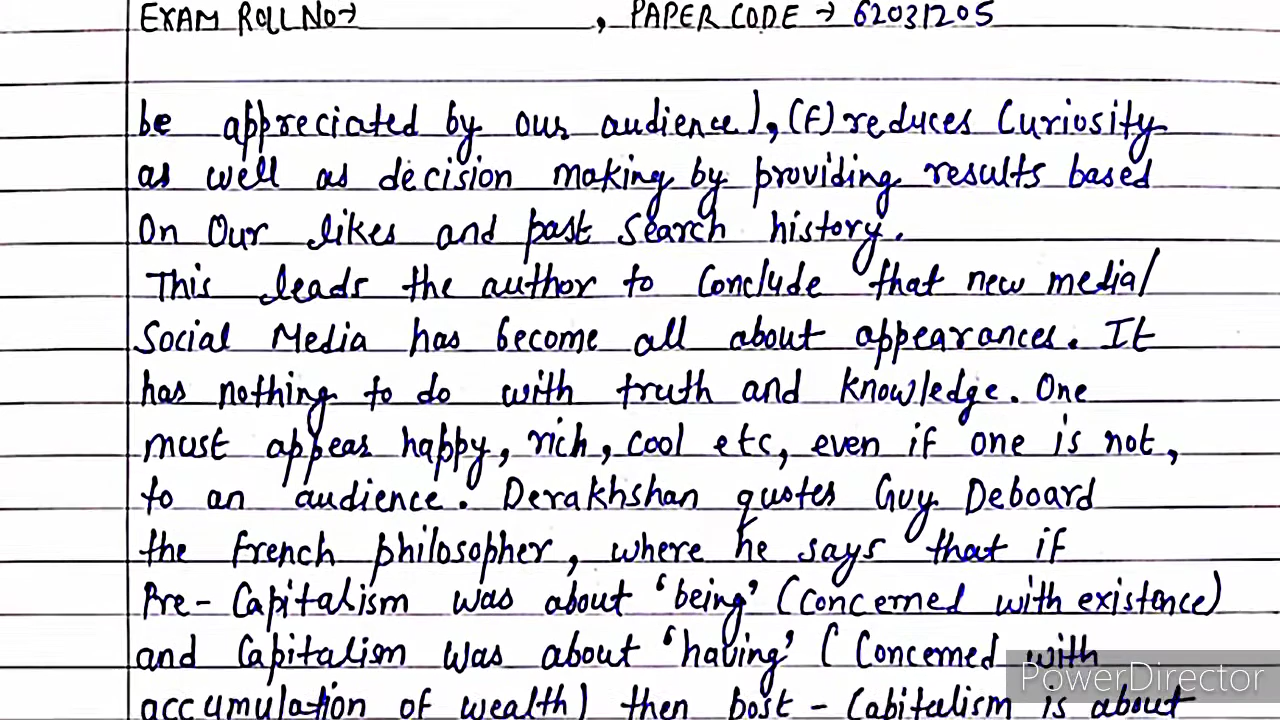 EXAM ROLL NO→ , PAPER CODE → 62031205
be appreciated by our audience), (F) reduces Curiosity
as well as decision making by providing results based
On Our likes and past search history.
This leads the author to Conclude that new media/
Social Media has become all about appearances. It
has nothing to do with truth and knowledge. One
must appear happy, rich, cool etc, even if one is not,
to an audience. Derakhshan quotes Guy Deboard
the French philosopher, where he says that if
Pre-Capitalism was about 'being' (Concerned with existence)
and Capitalism was about 'having' (Concerned with
accumulation of wealth) then post-Capitalism is about
PowerDirector